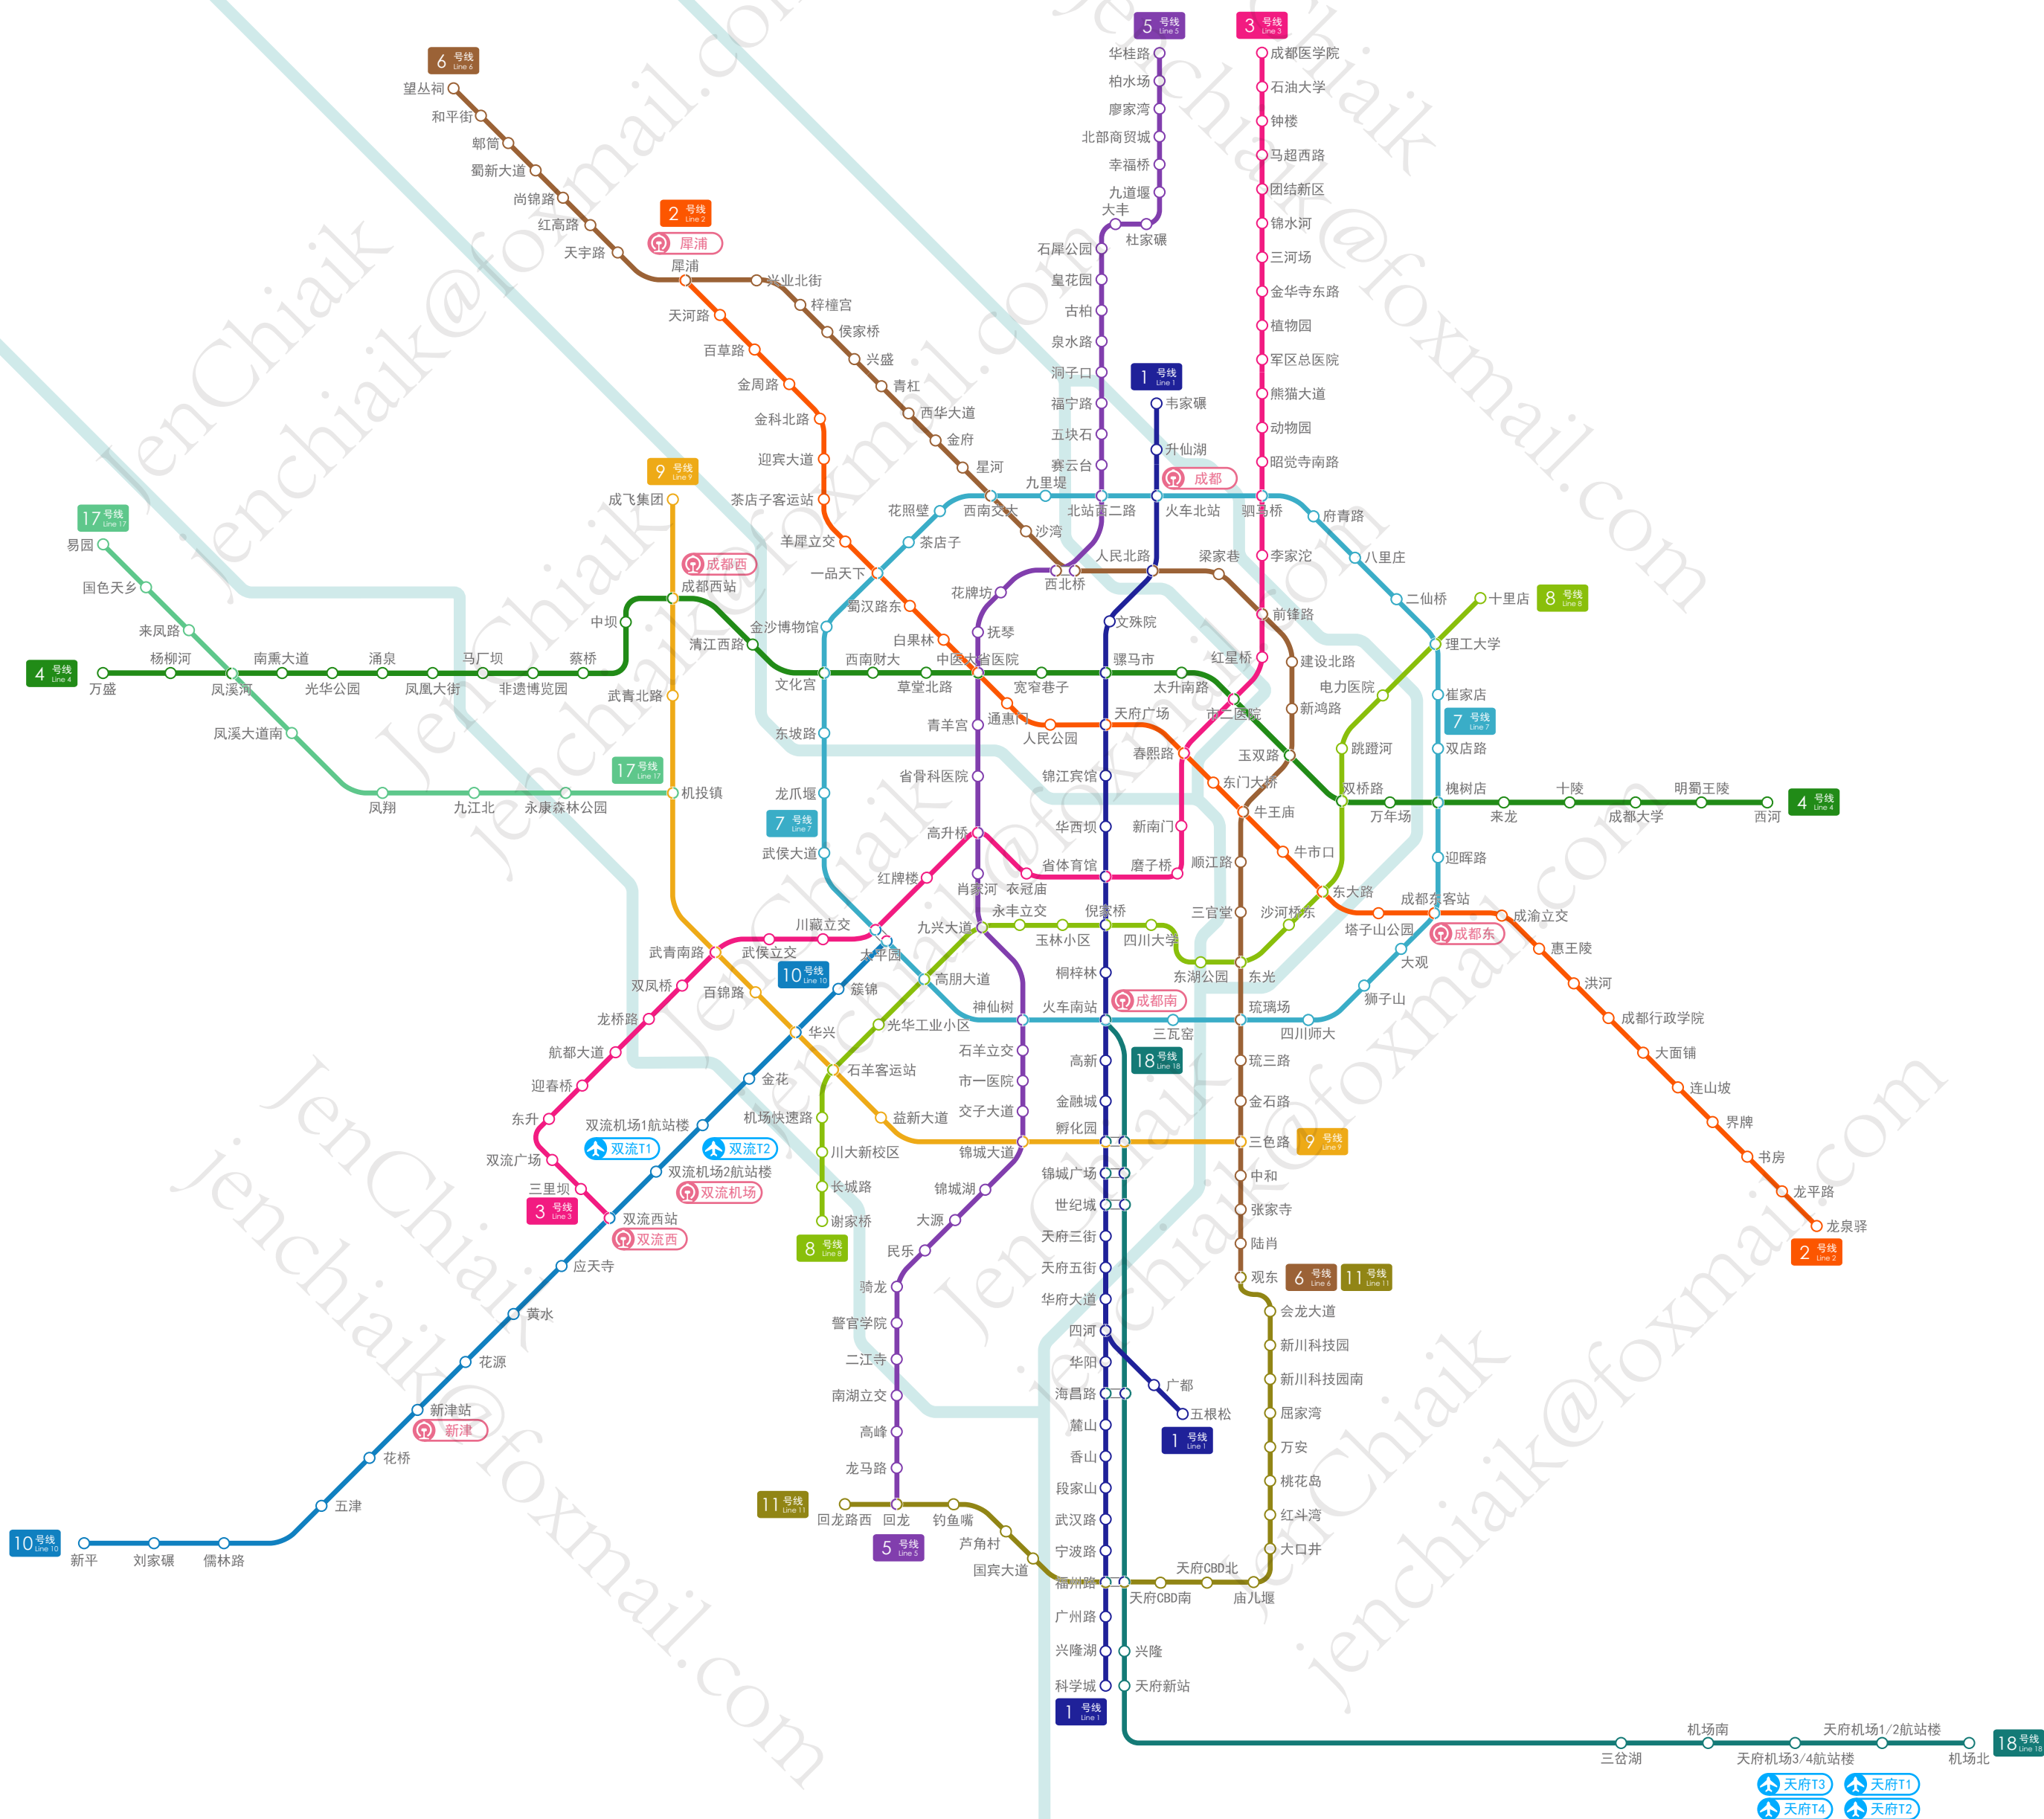 5 号线 Line 5
3 号线 Line 3
华桂路
柏水场
廖家湾
北部商贸城
幸福桥
九道堰
大丰
杜家碾
石犀公园
皇花园
古柏
泉水路
洞子口
福宁路
五块石
赛云台
成都医学院
石油大学
钟楼
马超西路
团结新区
锦水河
三河场
金华寺东路
植物园
军区总医院
熊猫大道
动物园
昭觉寺南路
6 号线 Line 6
望丛祠
和平街
郫筒
蜀新大道
尚锦路
红高路
天宇路
2 号线 Line 2
犀浦
犀浦
兴业北街
梓橦宫
侯家桥
兴盛
青杠
西华大道
金府
星河
天河路
百草路
金周路
金科北路
迎宾大道
茶店子客运站
羊犀立交
一品天下
蜀汉路东
白果林
1 号线 Line 1
韦家碾
升仙湖
成都
九里堤
花照壁
西南交大
北站西二路
火车北站
驷马桥
府青路
茶店子
沙湾
人民北路
梁家巷
李家沱
八里庄
西北桥
花牌坊
前锋路
二仙桥
十里店
8 号线 Line 8
理工大学
9 号线 Line 9
成飞集团
成都西
成都西站
17 号线 Line 17
易园
国色天乡
来凤路
4 号线 Line 4
万盛
杨柳河
凤溪河
南熏大道
光华公园
涌泉
凤凰大街
马厂坝
非遗博览园
蔡桥
中坝
清江西路
金沙博物馆
文化宫
西南财大
草堂北路
中医大省医院
宽窄巷子
骡马市
太升南路
抚琴
文殊院
红星桥
建设北路
电力医院
崔家店
7 号线 Line 7
武青北路
凤溪大道南
17 号线 Line 17
机投镇
凤翔
九江北
永康森林公园
东坡路
龙爪堰
7 号线 Line 7
武侯大道
青羊宫
通惠门
人民公园
天府广场
市二医院
新鸿路
跳蹬河
双店路
春熙路
玉双路
省骨科医院
锦江宾馆
东门大桥
双桥路
槐树店
十陵
明蜀王陵
4 号线 Line 4
牛王庙
万年场
来龙
成都大学
西河
高升桥
华西坝
新南门
牛市口
迎晖路
省体育馆
磨子桥
顺江路
红牌楼
肖家河
衣冠庙
东大路
成都东客站
成都东
成渝立交
塔子山公园
永丰立交
倪家桥
三官堂
沙河桥东
九兴大道
玉林小区
四川大学
川藏立交
武侯立交
太平园
武青南路
10 号线 Line 10
高朋大道
桐梓林
东湖公园
东光
大观
惠王陵
双凤桥
百锦路
簇锦
神仙树
火车南站
成都南
琉璃场
狮子山
洪河
龙桥路
华兴
光华工业小区
三瓦窑
四川师大
成都行政学院
航都大道
石羊立交
高新
18 号线 Line 18
琉三路
大面铺
迎春桥
金花
石羊客运站
市一医院
金融城
金石路
连山坡
东升
双流机场1航站楼
机场快速路
益新大道
交子大道
孵化园
界牌
双流T1
双流T2
川大新校区
锦城大道
三色路
9 号线 Line 9
双流广场
双流机场2航站楼
锦城广场
中和
书房
三里坝
双流机场
长城路
锦城湖
世纪城
张家寺
龙平路
3 号线 Line 3
双流西站
双流西
谢家桥
8 号线 Line 8
大源
天府三街
陆肖
龙泉驿
2 号线 Line 2
民乐
天府五街
观东
6 号线 Line 6
11 号线 Line 11
应天寺
骑龙
华府大道
会龙大道
黄水
警官学院
四河
新川科技园
花源
二江寺
华阳
新川科技园南
南湖立交
海昌路
广都
屈家湾
新津站
新津
高峰
麓山
五根松
1 号线 Line 1
万安
花桥
龙马路
香山
桃花岛
五津
段家山
红斗湾
11 号线 Line 11
回龙路西
回龙
钓鱼嘴
武汉路
5 号线 Line 5
芦角村
宁波路
大口井
10 号线 Line 10
新平
刘家碾
儒林路
国宾大道
福州路
天府CBD北
天府CBD南
庙儿堰
广州路
兴隆湖
兴隆
科学城
天府新站
1 号线 Line 1
三岔湖
机场南
天府机场3/4航站楼
天府机场1/2航站楼
机场北
18 号线 Line 18
天府T3
天府T1
天府T4
天府T2
JenChiaik
jenchiaik@foxmail.com
JenChiaik
jenchiaik@foxmail.com
JenChiaik
jenchiaik@foxmail.com
JenChiaik
jenchiaik@foxmail.com
JenChiaik
jenchiaik@foxmail.com
JenChiaik
jenchiaik@foxmail.com